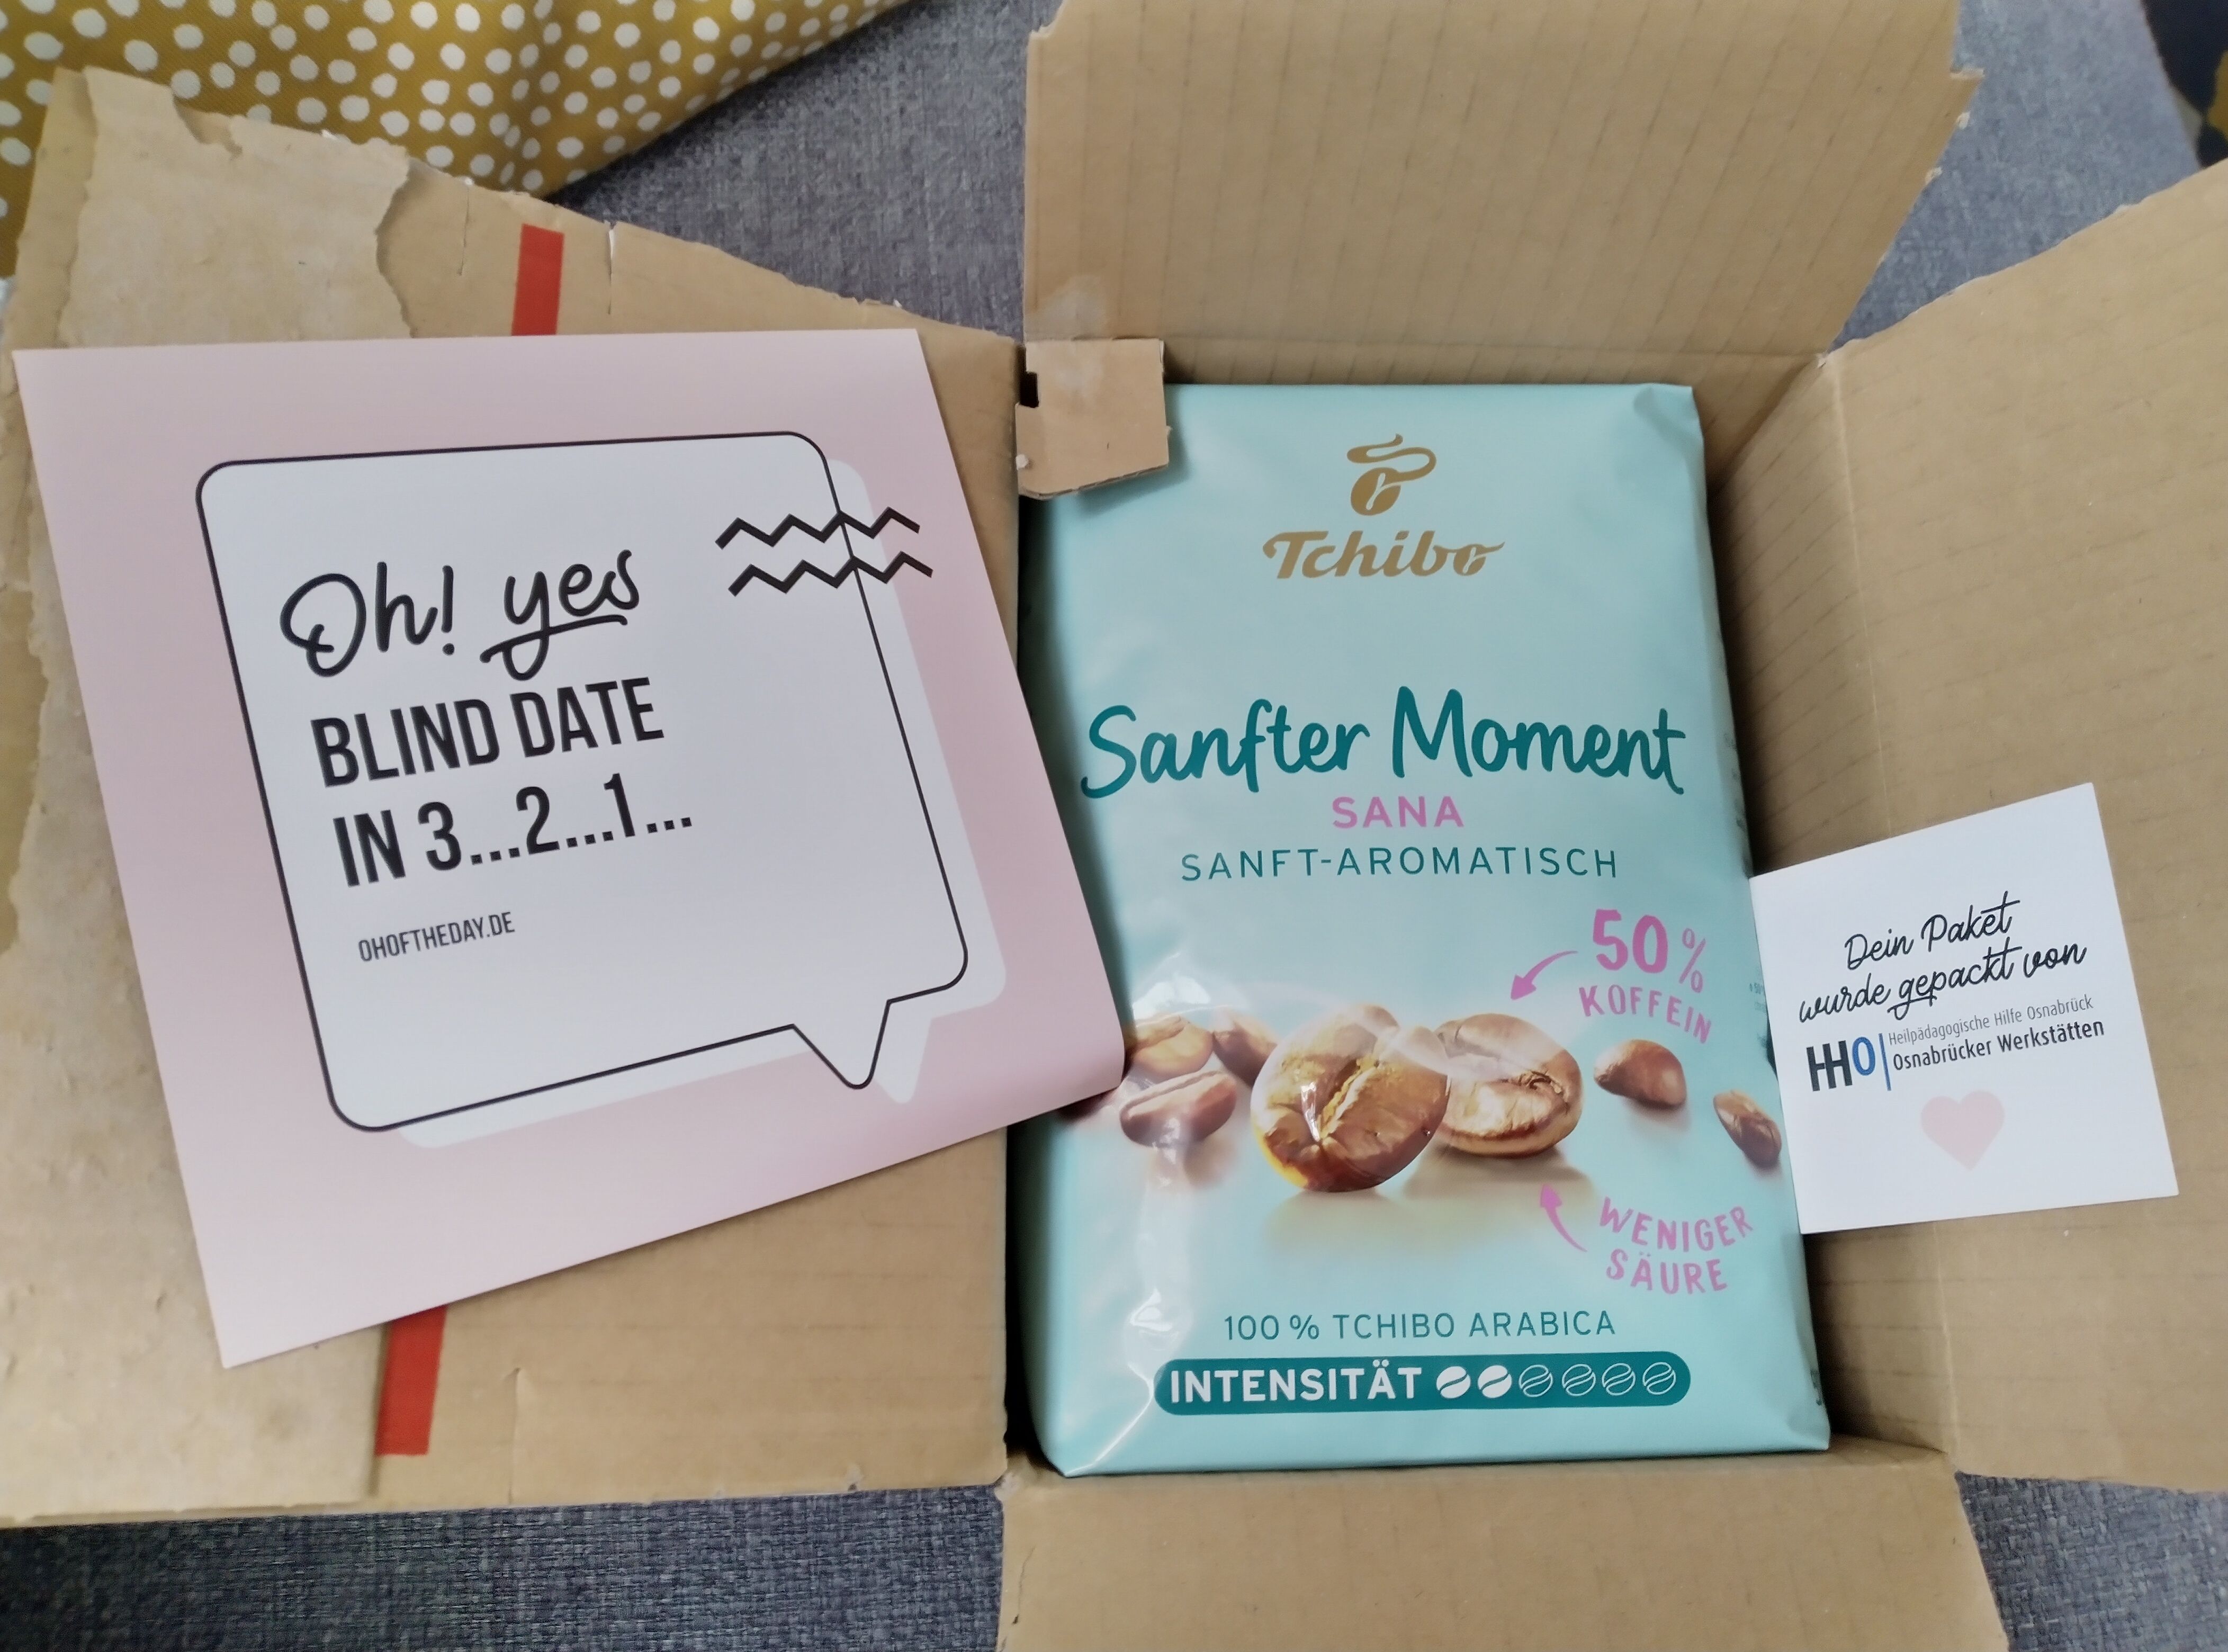 Oh! yes
BLIND DATE
IN 3...2...1...
OHOFTHEDAY.DE
Tchibo
Sanfter Moment
SANA
SANFT-AROMATISCH
50%
KOFFEIN
WENIGER
SÄURE
100 % TCHIBO ARABICA
INTENSITÄT
Dein Paket
wurde gepackt von
HHO
Heilpädagogische Hilfe Osnabrück
Osnabrücker Werkstätten